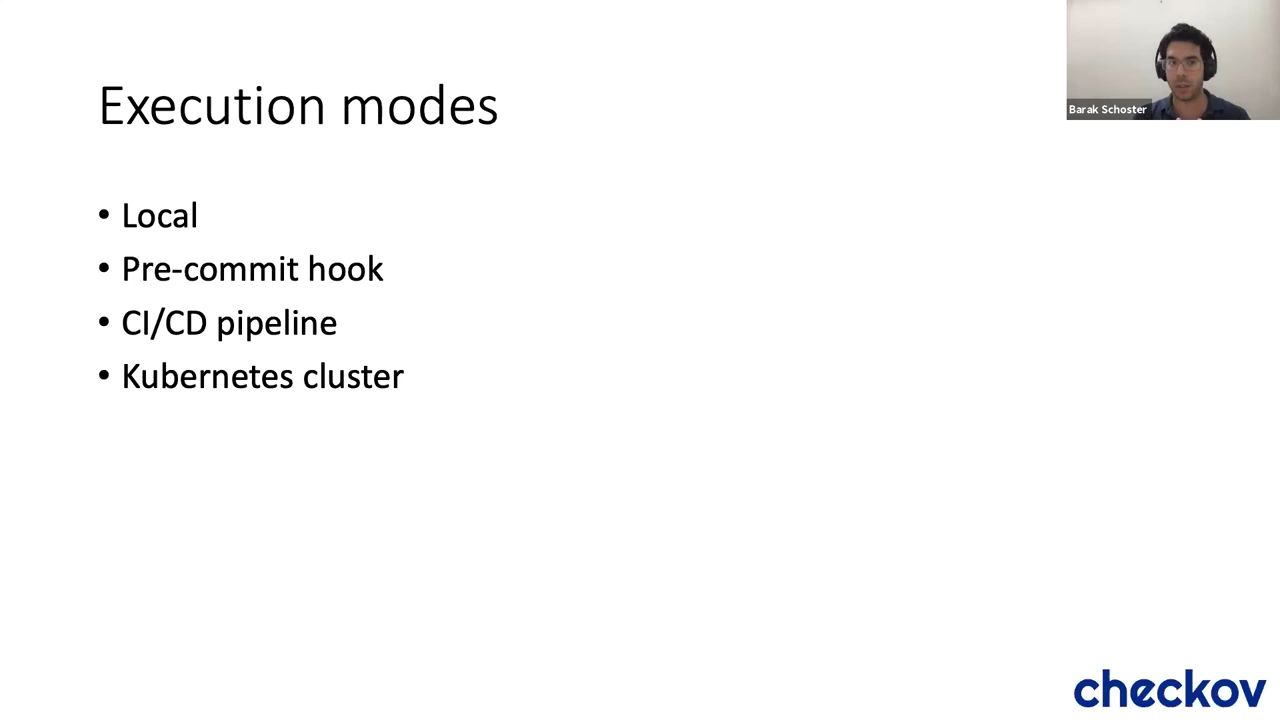 Execution modes
• Local
• Pre-commit hook
• CI/CD pipeline
• Kubernetes cluster
Barak Schoster
checkov